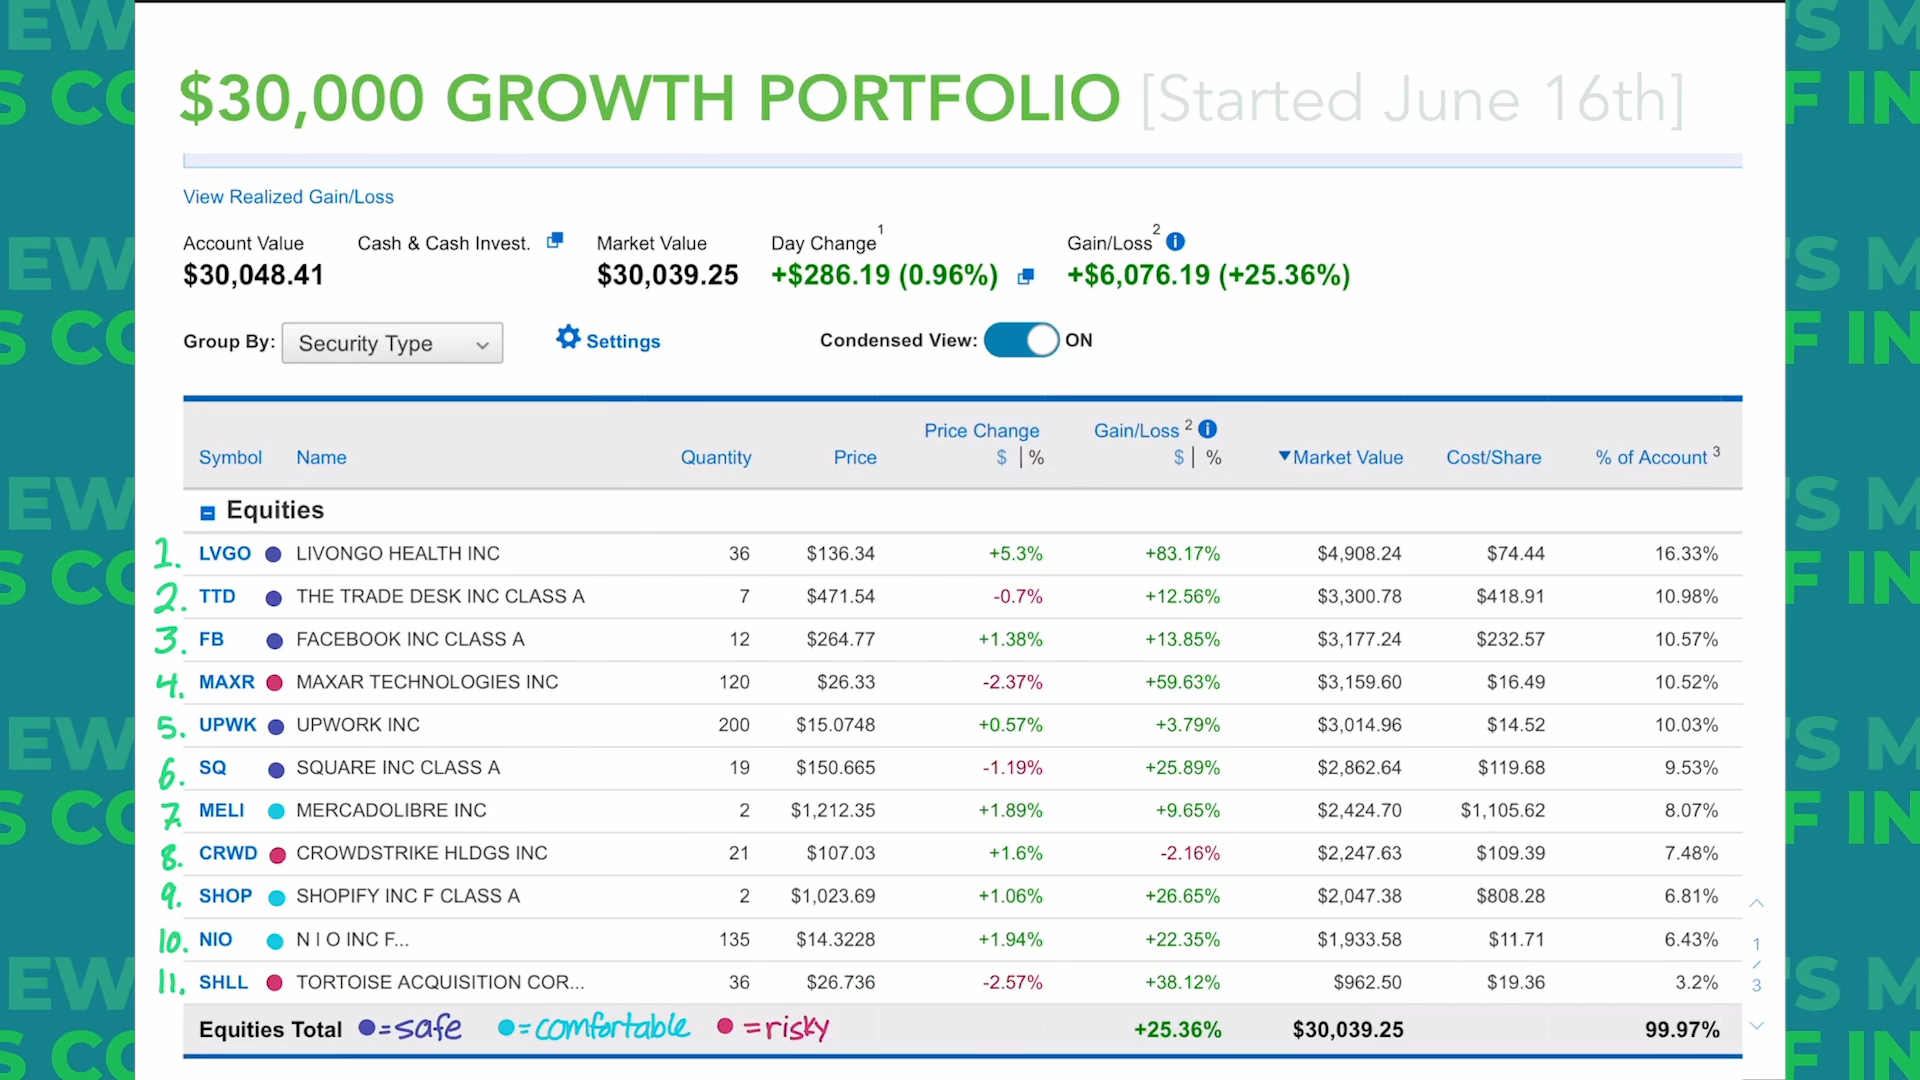 $30,000 GROWTH PORTFOLIO [Started June 16th]
View Realized Gain/Loss
Account Value Cash & Cash Invest. Market Value Day Change 1 Gain/Loss 2
$30,048.41 $30,039.25 +$286.19 (0.96%) +$6,076.19 (+25.36%)
Group By: Security Type Settings Condensed View: ON
Price Change Gain/Loss 2
Symbol Name Quantity Price $ | % $ | % ▼Market Value Cost/Share % of Account 3
Equities
1. LVGO LIVONGO HEALTH INC 36 $136.34 +5.3% +83.17% $4,908.24 $74.44 16.33%
2. TTD THE TRADE DESK INC CLASS A 7 $471.54 -0.7% +12.56% $3,300.78 $418.91 10.98%
3. FB FACEBOOK INC CLASS A 12 $264.77 +1.38% +13.85% $3,177.24 $232.57 10.57%
4. MAXR MAXAR TECHNOLOGIES INC 120 $26.33 -2.37% +59.63% $3,159.60 $16.49 10.52%
5. UPWK UPWORK INC 200 $15.0748 +0.57% +3.79% $3,014.96 $14.52 10.03%
6. SQ SQUARE INC CLASS A 19 $150.665 -1.19% +25.89% $2,862.64 $119.68 9.53%
7. MELI MERCADOLIBRE INC 2 $1,212.35 +1.89% +9.65% $2,424.70 $1,105.62 8.07%
8. CRWD CROWDSTRIKE HLDGS INC 21 $107.03 +1.6% -2.16% $2,247.63 $109.39 7.48%
9. SHOP SHOPIFY INC F CLASS A 2 $1,023.69 +1.06% +26.65% $2,047.38 $808.28 6.81%
10. NIO N I O INC F... 135 $14.3228 +1.94% +22.35% $1,933.58 $11.71 6.43%
11. SHLL TORTOISE ACQUISITION COR... 36 $26.736 -2.57% +38.12% $962.50 $19.36 3.2%
1 / 3
Equities Total = safe = comfortable = risky +25.36% $30,039.25 99.97%